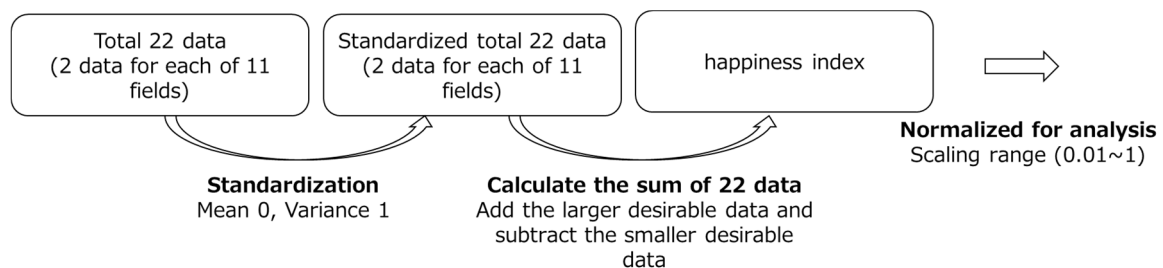 Total 22 data
(2 data for each of 11
fields)
Standardized total 22 data
(2 data for each of 11
fields)
happiness index
Standardization
Mean 0, Variance 1
Calculate the sum of 22 data
Add the larger desirable data and
subtract the smaller desirable
data
Normalized for analysis
Scaling range (0.01~1)